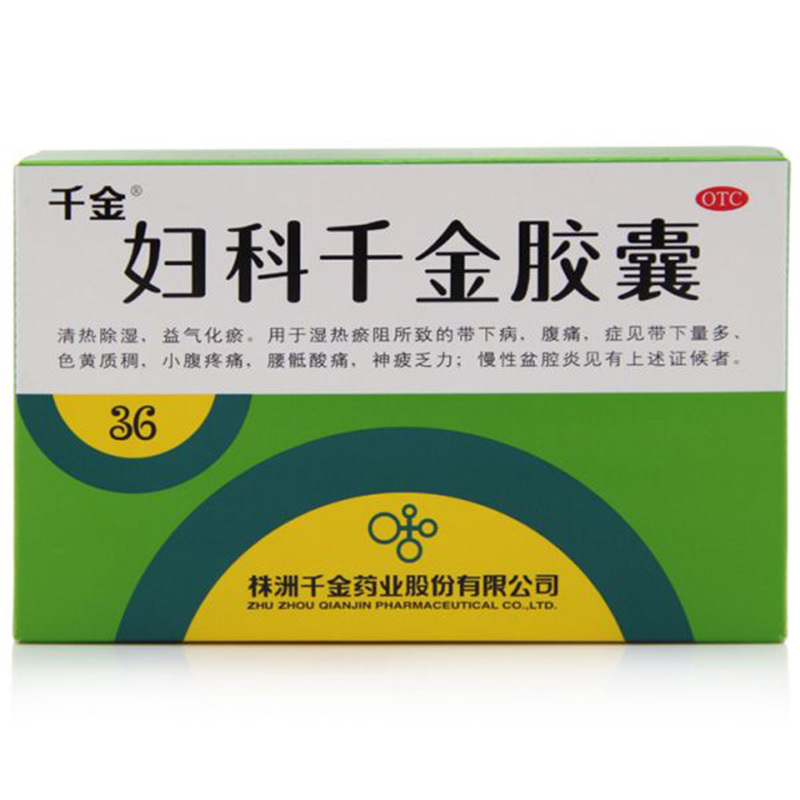 千金®
OTC
妇科千金胶囊
清热除湿，益气化瘀。用于湿热瘀阻所致的带下病，腹痛，症见带下量多、
色黄质稠，小腹疼痛，腰骶酸痛，神疲乏力；慢性盆腔炎见有上述证候者。
36
株洲千金药业股份有限公司
ZHU ZHOU QIANJIN PHARMACEUTICAL CO.,LTD.